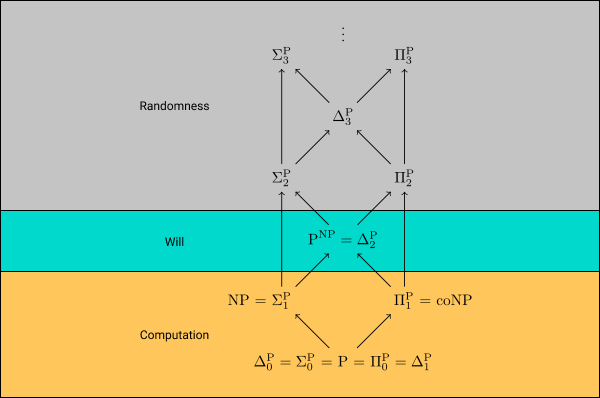 ⋮
Σ₃ᴾ Π₃ᴾ
Randomness
Δ₃ᴾ
Σ₂ᴾ Π₂ᴾ
Will
Pᴺᴾ = Δ₂ᴾ
NP = Σ₁ᴾ Π₁ᴾ = coNP
Computation
Δ₀ᴾ = Σ₀ᴾ = P = Π₀ᴾ = Δ₁ᴾ